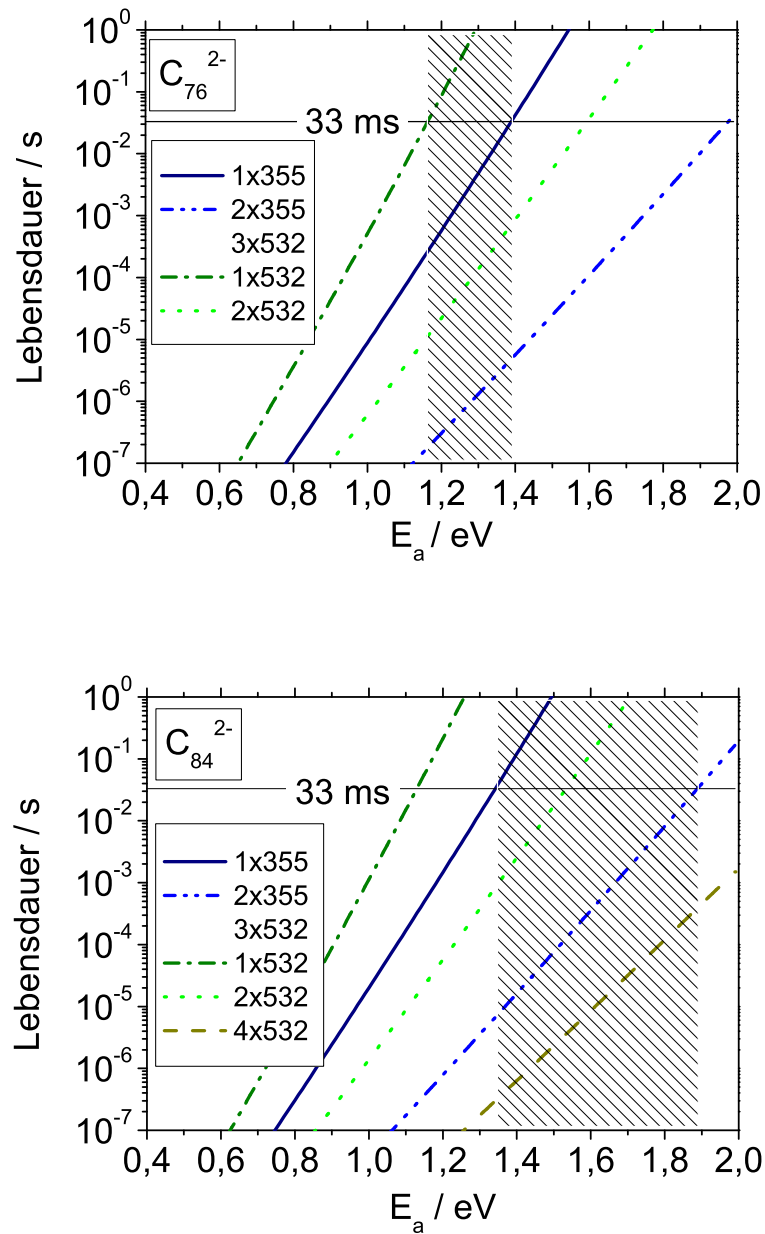 C76 2-
33 ms
1x355
2x355
3x532
1x532
2x532
Lebensdauer / s
10^0
10^-1
10^-2
10^-3
10^-4
10^-5
10^-6
10^-7
0,4 0,6 0,8 1,0 1,2 1,4 1,6 1,8 2,0
Ea / eV
C84 2-
33 ms
1x355
2x355
3x532
1x532
2x532
4x532
Lebensdauer / s
10^0
10^-1
10^-2
10^-3
10^-4
10^-5
10^-6
10^-7
0,4 0,6 0,8 1,0 1,2 1,4 1,6 1,8 2,0
Ea / eV